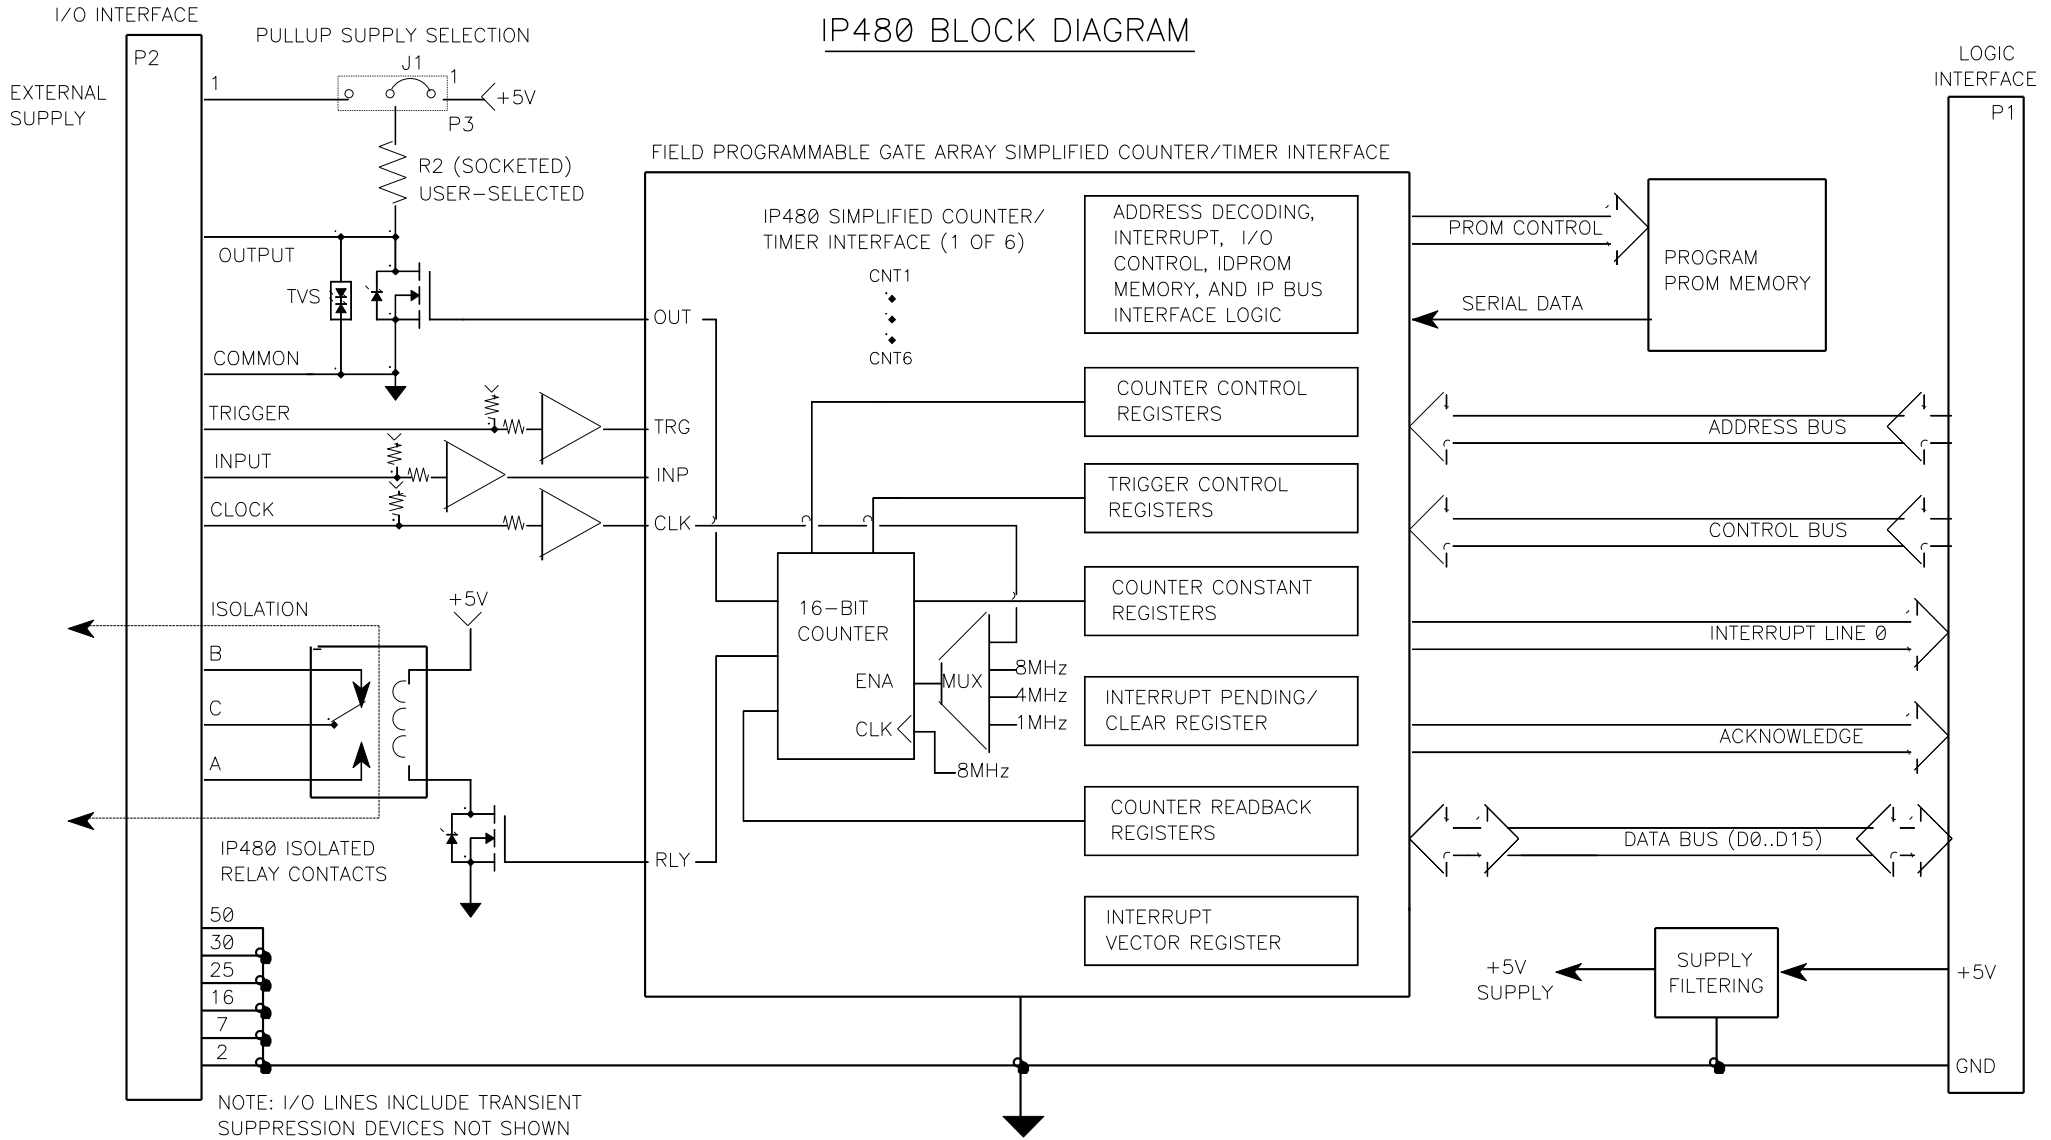 IP480 BLOCK DIAGRAM
I/O INTERFACE
P2
EXTERNAL
SUPPLY
PULLUP SUPPLY SELECTION
1
J1
1
+5V
P3
R2 (SOCKETED)
USER-SELECTED
OUTPUT
TVS
COMMON
TRIGGER
INPUT
CLOCK
ISOLATION
+5V
B
C
A
IP480 ISOLATED
RELAY CONTACTS
50
30
25
16
7
2
NOTE: I/O LINES INCLUDE TRANSIENT
SUPPRESSION DEVICES NOT SHOWN
FIELD PROGRAMMABLE GATE ARRAY SIMPLIFIED COUNTER/TIMER INTERFACE
IP480 SIMPLIFIED COUNTER/
TIMER INTERFACE (1 OF 6)
CNT1
CNT6
OUT
TRG
INP
CLK
RLY
16-BIT
COUNTER
ENA
CLK
MUX
8MHz
4MHz
1MHz
8MHz
ADDRESS DECODING,
INTERRUPT, I/O
CONTROL, IDPROM
MEMORY, AND IP BUS
INTERFACE LOGIC
COUNTER CONTROL
REGISTERS
TRIGGER CONTROL
REGISTERS
COUNTER CONSTANT
REGISTERS
INTERRUPT PENDING/
CLEAR REGISTER
COUNTER READBACK
REGISTERS
INTERRUPT
VECTOR REGISTER
PROM CONTROL
SERIAL DATA
PROGRAM
PROM MEMORY
LOGIC
INTERFACE
P1
ADDRESS BUS
CONTROL BUS
INTERRUPT LINE 0
ACKNOWLEDGE
DATA BUS (D0..D15)
+5V
SUPPLY
SUPPLY
FILTERING
+5V
GND